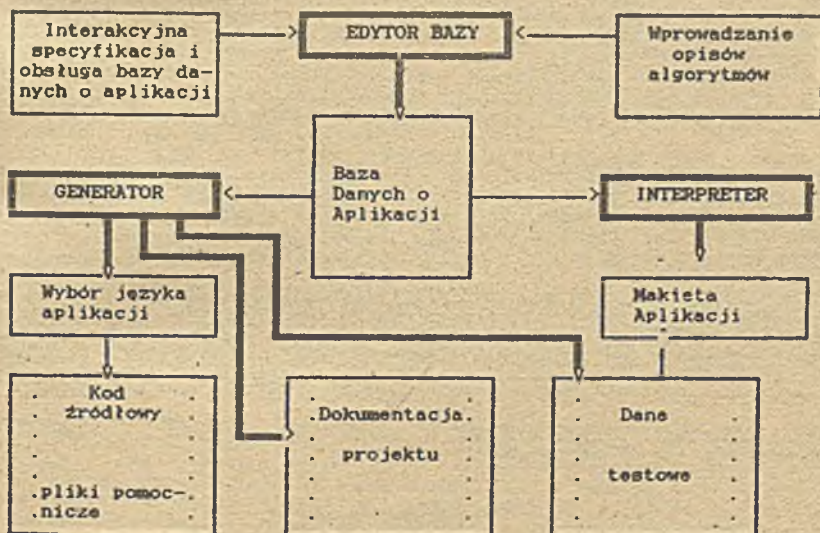 Interakcyjna
specyfikacja i
obsługa bazy da-
nych o aplikacji
EDYTOR BAZY
Wprowadzanie
opisów
algorytmów
Baza
Danych o
Aplikacji
GENERATOR
INTERPRETER
Wybór języka
aplikacji
Makieta
Aplikacji
Kod
źródłowy
pliki pomoc-
nicze
Dokumentacja
projektu
Dane
testowe